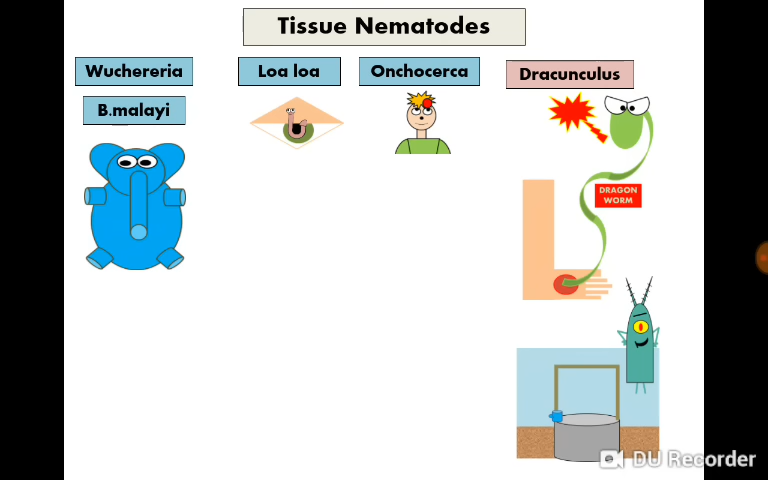 Tissue Nematodes
Wuchereria
Loa loa
Onchocerca
Dracunculus
B.malayi
DRAGON
WORM
DU Recorder